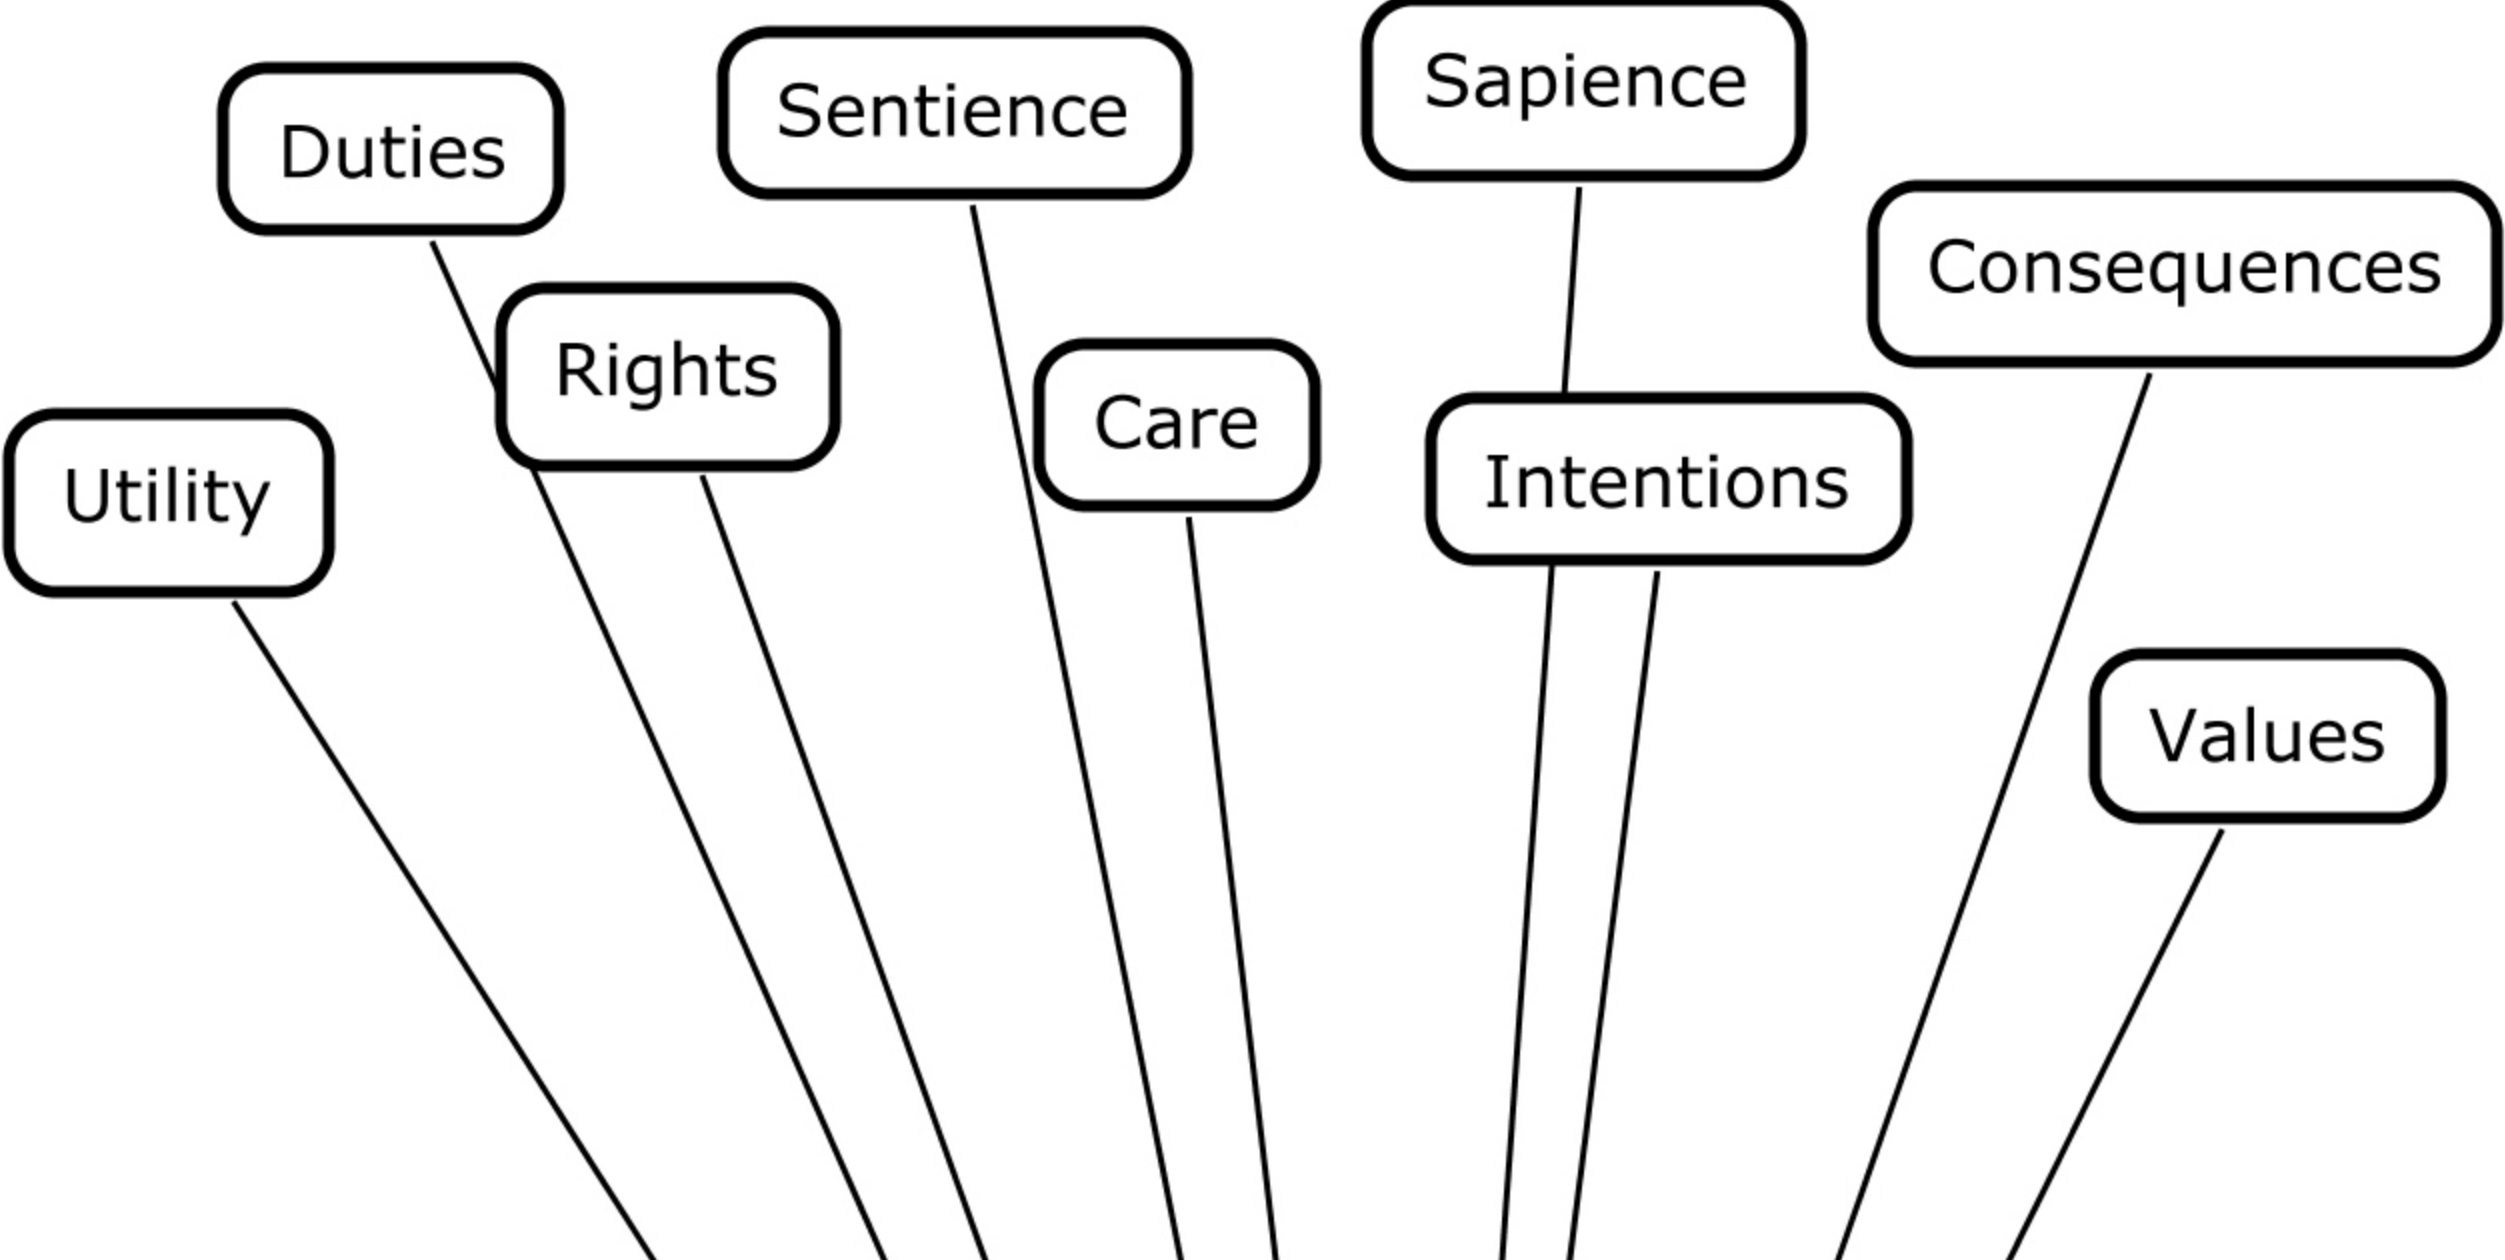 Sapience
Sentience
Duties
Consequences
Rights
Care
Intentions
Utility
Values